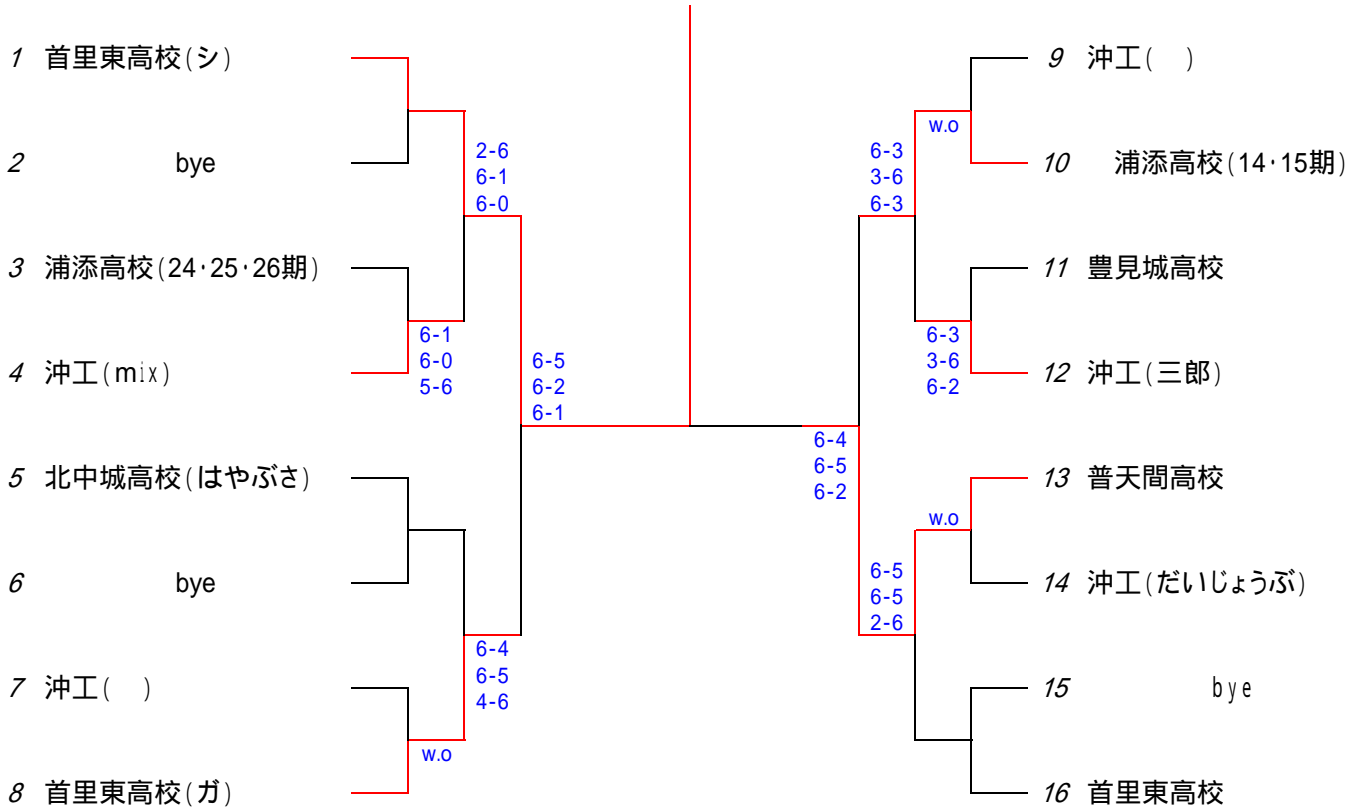 1 首里東高校(シ)
2 bye
3 浦添高校(24・25・26期)
4 沖工(mix)
5 北中城高校(はやぶさ)
6 bye
7 沖工( )
8 首里東高校(ガ)
2-6
6-1
6-0
6-1
6-0
5-6
6-5
6-2
6-1
6-4
6-5
4-6
w.o
9 沖工( )
10 浦添高校(14・15期)
11 豊見城高校
12 沖工(三郎)
13 普天間高校
14 沖工(だいじょうぶ)
15 bye
16 首里東高校
w.o
6-3
3-6
6-3
6-3
3-6
6-2
6-4
6-5
6-2
w.o
6-5
6-5
2-6